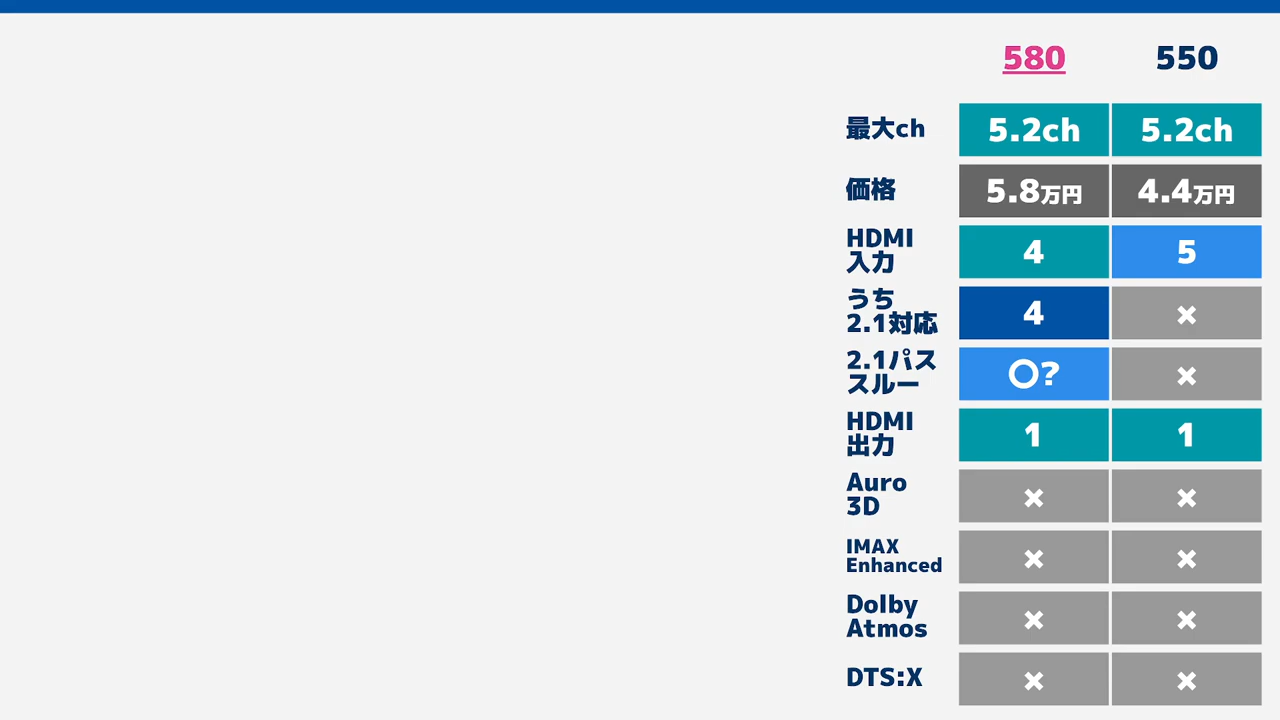 580 550
最大ch 5.2ch 5.2ch
価格 5.8万円 4.4万円
HDMI
入力 4 5
うち
2.1対応 4 ×
2.1パス
スルー ○? ×
HDMI
出力 1 1
Auro
3D × ×
IMAX
Enhanced × ×
Dolby
Atmos × ×
DTS:X × ×